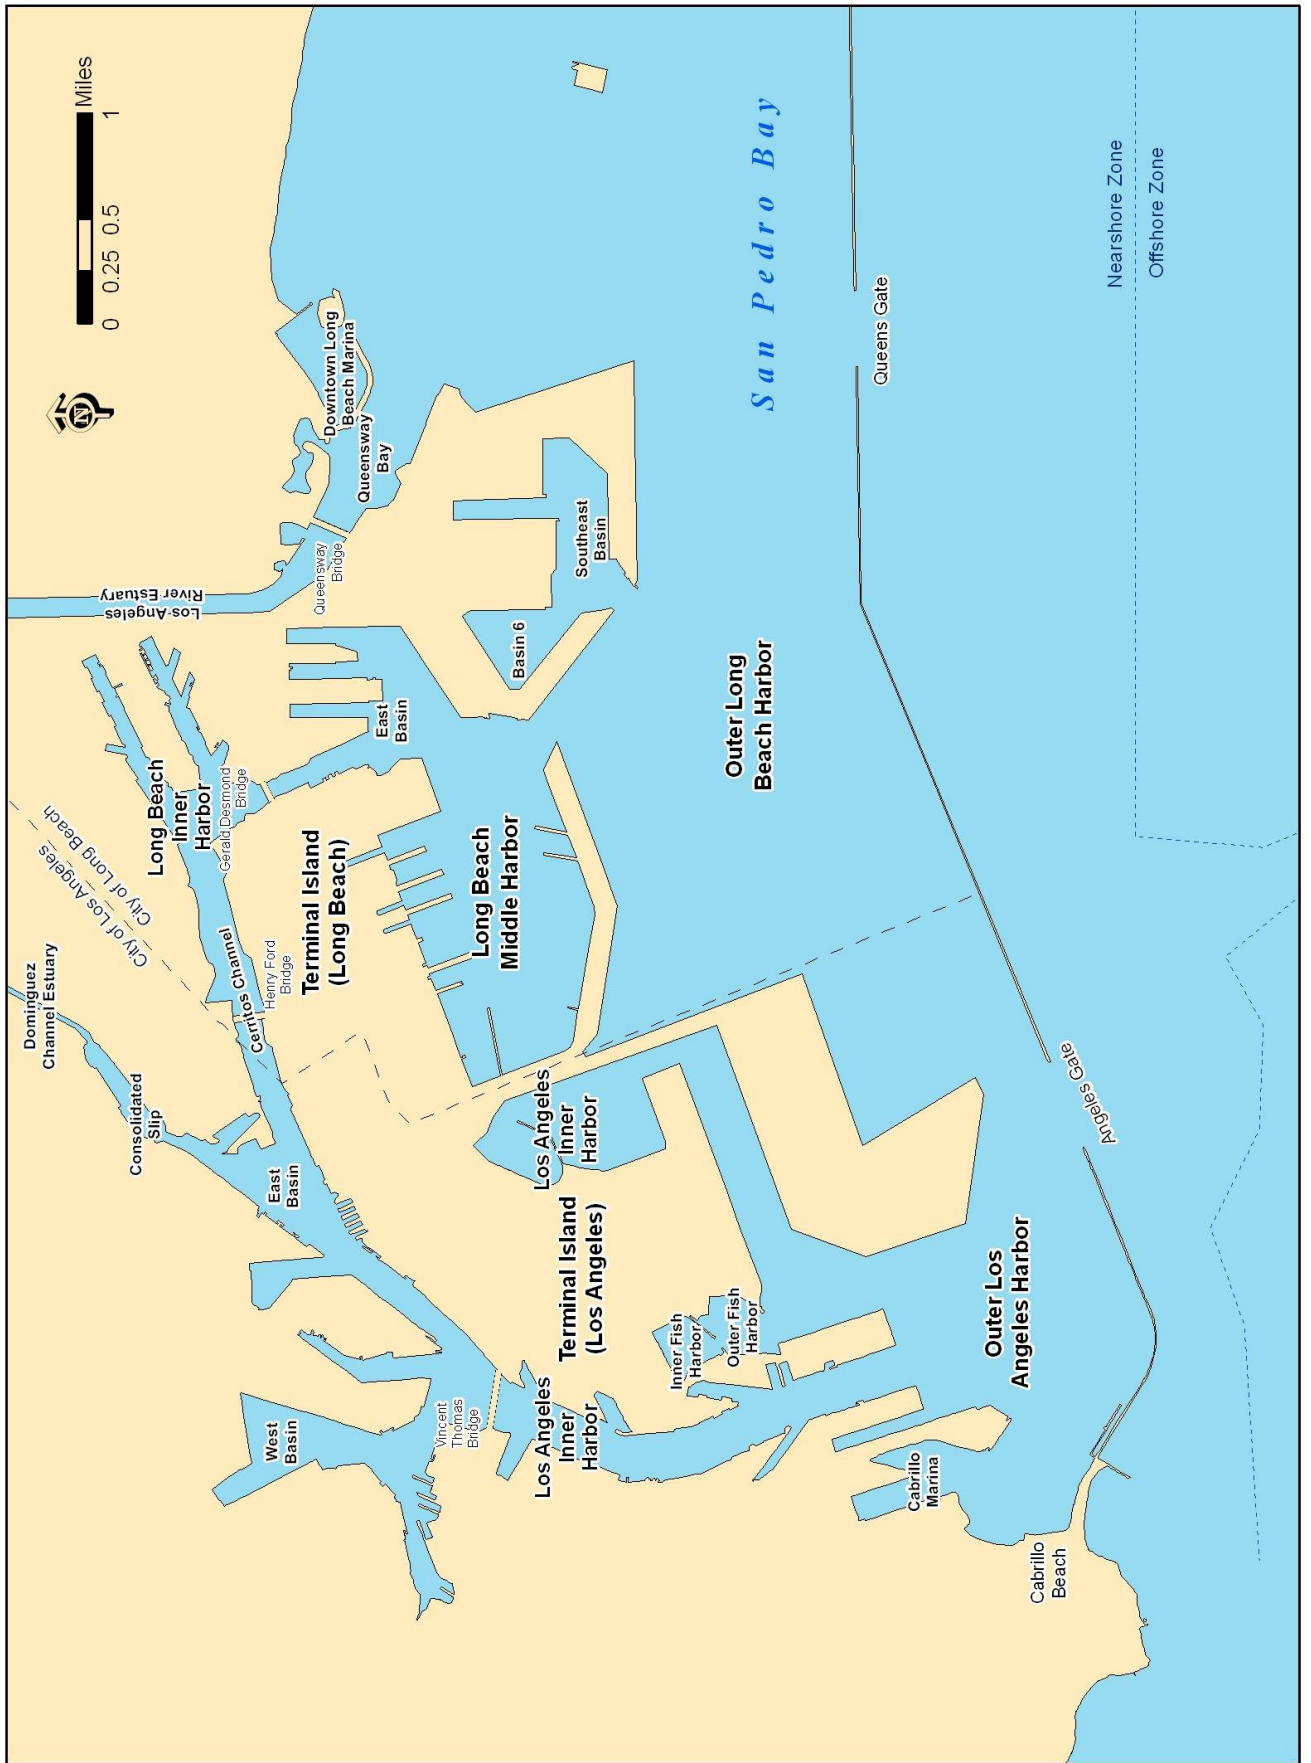 Dominguez
Channel Estuary
Consolidated
Slip
City of Los Angeles
City of Long Beach
Long Beach
Inner
Harbor
Los Angeles
River Estuary
0 0.25 0.5 1
Miles
N
East
Basin
Cerritos Channel
Henry Ford
Bridge
Gerald Desmond
Bridge
Terminal Island
(Long Beach)
Queensway
Bridge
Downtown Long
Beach Marina
Queensway
Bay
West
Basin
Vincent
Thomas
Bridge
East
Basin
Long Beach
Middle Harbor
Basin 6
Southeast
Basin
Los Angeles
Inner
Harbor
Los Angeles
Inner
Harbor
Terminal Island
(Los Angeles)
Inner Fish
Harbor
Outer Fish
Harbor
Outer Long
Beach Harbor
San Pedro Bay
Queens Gate
Cabrillo
Marina
Outer Los
Angeles Harbor
Angeles Gate
Cabrillo
Beach
Nearshore Zone
Offshore Zone